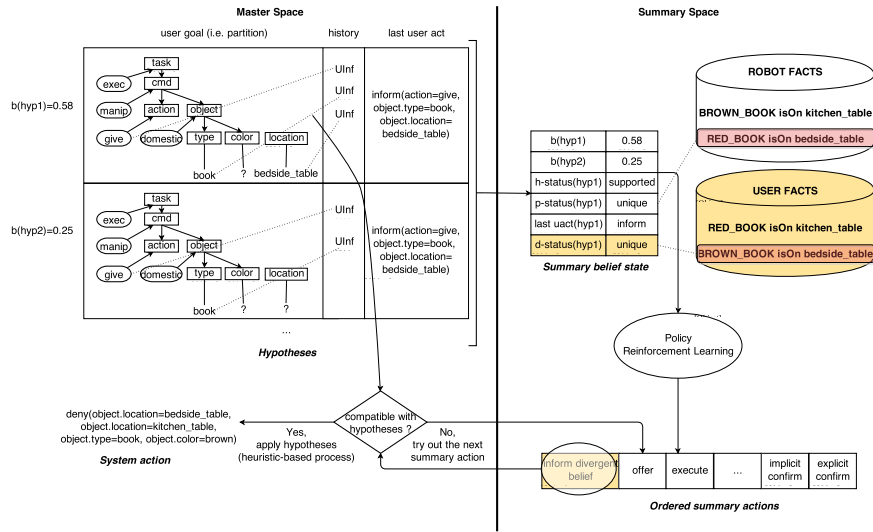 Master Space
Summary Space
user goal (i.e. partition)
history
last user act
b(hyp1)=0.58
task
exec
cmd
manip
action
object
give
domestic
type
color
location
book
?
bedside_table
UInf
UInf
UInf
inform(action=give,
object.type=book,
object.location=
bedside_table)
b(hyp2)=0.25
task
exec
cmd
manip
action
object
give
domestic
type
color
location
book
?
?
UInf
UInf
inform(action=give,
object.type=book,
object.location=
bedside_table)
...
Hypotheses
b(hyp1) 0.58
b(hyp2) 0.25
h-status(hyp1) supported
p-status(hyp1) unique
last uact(hyp1) inform
d-status(hyp1) unique
Summary belief state
ROBOT FACTS
BROWN_BOOK isOn kitchen_table
RED_BOOK isOn bedside_table
USER FACTS
RED_BOOK isOn kitchen_table
BROWN_BOOK isOn bedside_table
Policy
Reinforcement Learning
deny(object.location=bedside_table,
object.location=kitchen_table,
object.type=book, object.color=brown)
System action
Yes,
apply hypotheses
(heuristic-based process)
compatible with
hypotheses ?
No,
try out the next
summary action
inform divergent
belief
offer
execute
...
implicit
confirm
explicit
confirm
Ordered summary actions